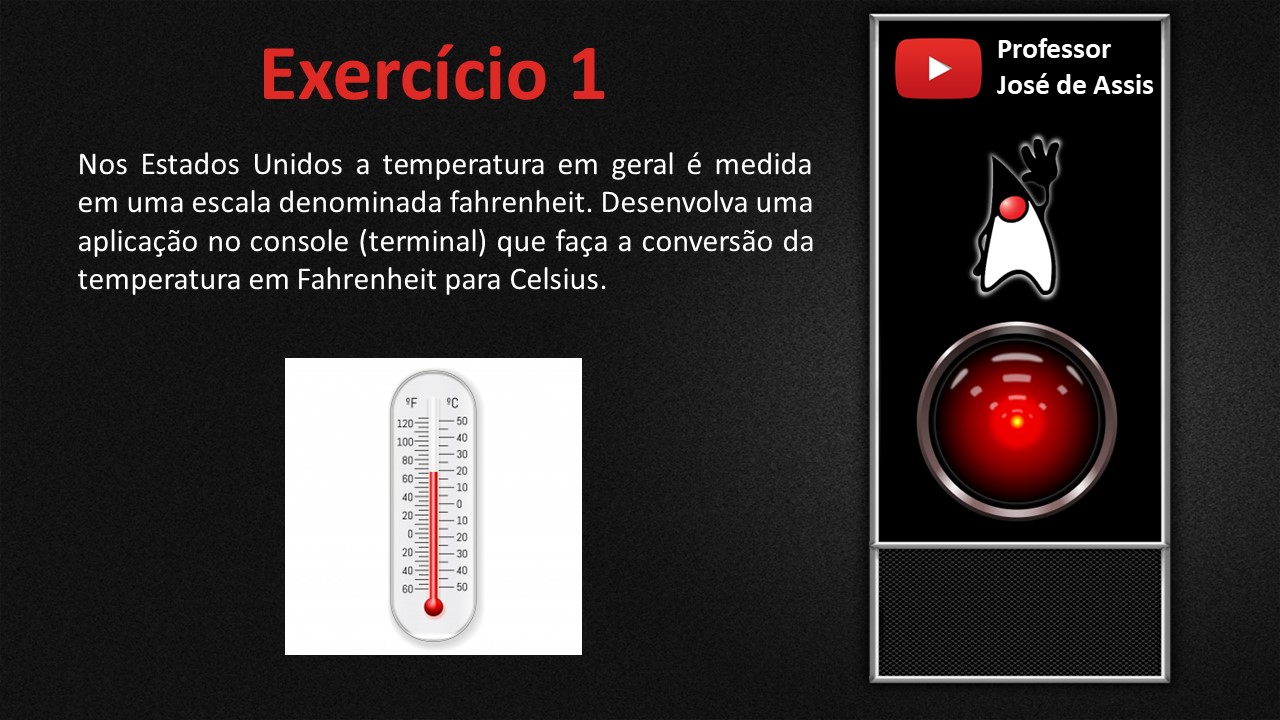 Exercício 1
Nos Estados Unidos a temperatura em geral é medida
em uma escala denominada fahrenheit. Desenvolva uma
aplicação no console (terminal) que faça a conversão da
temperatura em Fahrenheit para Celsius.
Professor
José de Assis
ºF ºC
120 50
100 40
80 30
60 20
40 10
20 0
0 10
20 20
40 30
60 40
50